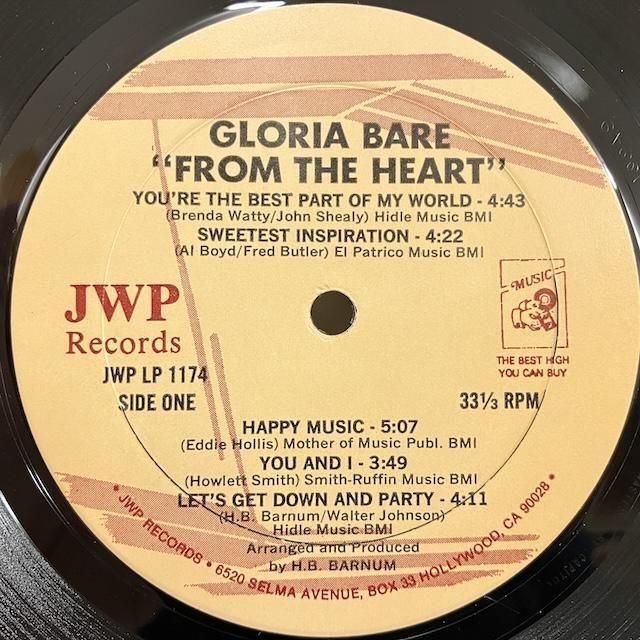 GLORIA BARE
"FROM THE HEART"
YOU'RE THE BEST PART OF MY WORLD - 4:43
(Brenda Watty/John Shealy) Hidle Music BMI
SWEETEST INSPIRATION - 4:22
(Al Boyd/Fred Butler) El Patrico Music BMI
JWP
Records
JWP LP 1174
SIDE ONE
MUSIC
THE BEST HIGH
YOU CAN BUY
33⅓ RPM
HAPPY MUSIC - 5:07
(Eddie Hollis) Mother of Music Publ. BMI
YOU AND I - 3:49
(Howlett Smith) Smith-Ruffin Music BMI
LET'S GET DOWN AND PARTY - 4:11
(H.B. Barnum/Walter Johnson)
Hidle Music BMI
Arranged and Produced
by H.B. BARNUM
• JWP RECORDS • 6520 SELMA AVENUE, BOX 33 HOLLYWOOD, CA 90028 •